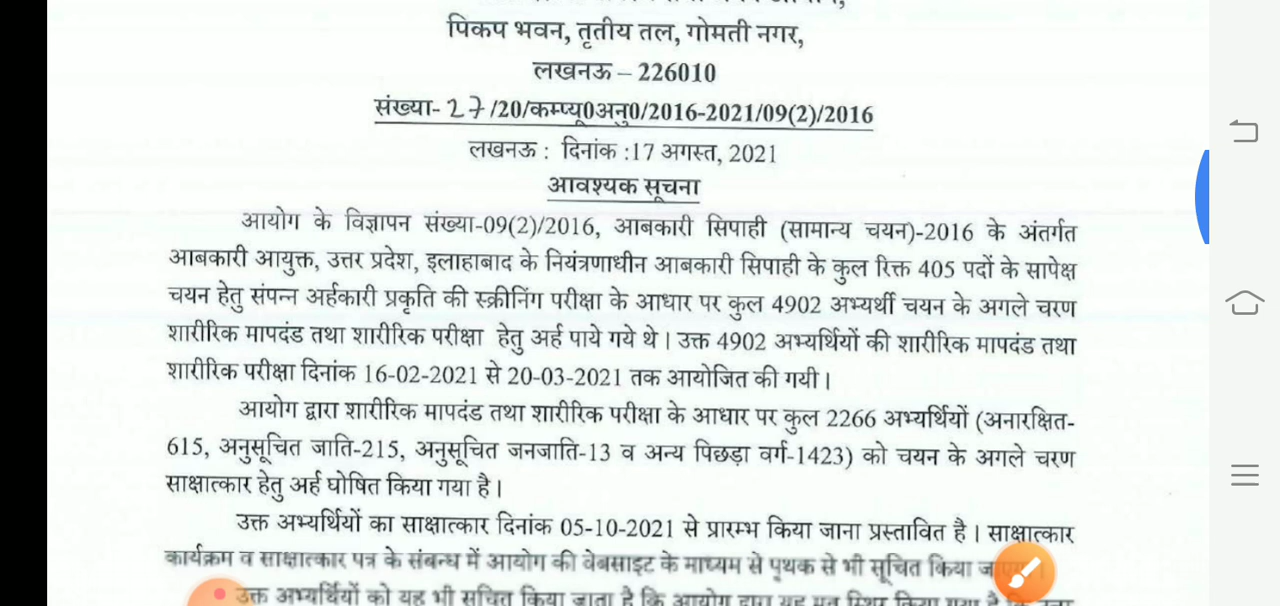 पिकप भवन, तृतीय तल, गोमती नगर,
लखनऊ – 226010
संख्या- 27/20/कम्प्यू0अनु0/2016-2021/09(2)/2016
लखनऊ : दिनांक :17 अगस्त, 2021
आवश्यक सूचना
आयोग के विज्ञापन संख्या-09(2)/2016, आबकारी सिपाही (सामान्य चयन)-2016 के अंतर्गत
आबकारी आयुक्त, उत्तर प्रदेश, इलाहाबाद के नियंत्रणाधीन आबकारी सिपाही के कुल रिक्त 405 पदों के सापेक्ष
चयन हेतु संपन्न अर्हकारी प्रकृति की स्क्रीनिंग परीक्षा के आधार पर कुल 4902 अभ्यर्थी चयन के अगले चरण
शारीरिक मापदंड तथा शारीरिक परीक्षा हेतु अर्ह पाये गये थे। उक्त 4902 अभ्यर्थियों की शारीरिक मापदंड तथा
शारीरिक परीक्षा दिनांक 16-02-2021 से 20-03-2021 तक आयोजित की गयी।
आयोग द्वारा शारीरिक मापदंड तथा शारीरिक परीक्षा के आधार पर कुल 2266 अभ्यर्थियों (अनारक्षित-
615, अनुसूचित जाति-215, अनुसूचित जनजाति-13 व अन्य पिछड़ा वर्ग-1423) को चयन के अगले चरण
साक्षात्कार हेतु अर्ह घोषित किया गया है।
उक्त अभ्यर्थियों का साक्षात्कार दिनांक 05-10-2021 से प्रारम्भ किया जाना प्रस्तावित है। साक्षात्कार
कार्यक्रम व साक्षात्कार पत्र के संबन्ध में आयोग की वेबसाइट के माध्यम से पृथक से भी सूचित किया
उक्त अभ्यर्थियों को यह भी सूचित किया जाता है कि आयोग द्वारा यह मत स्थिर किया गया है